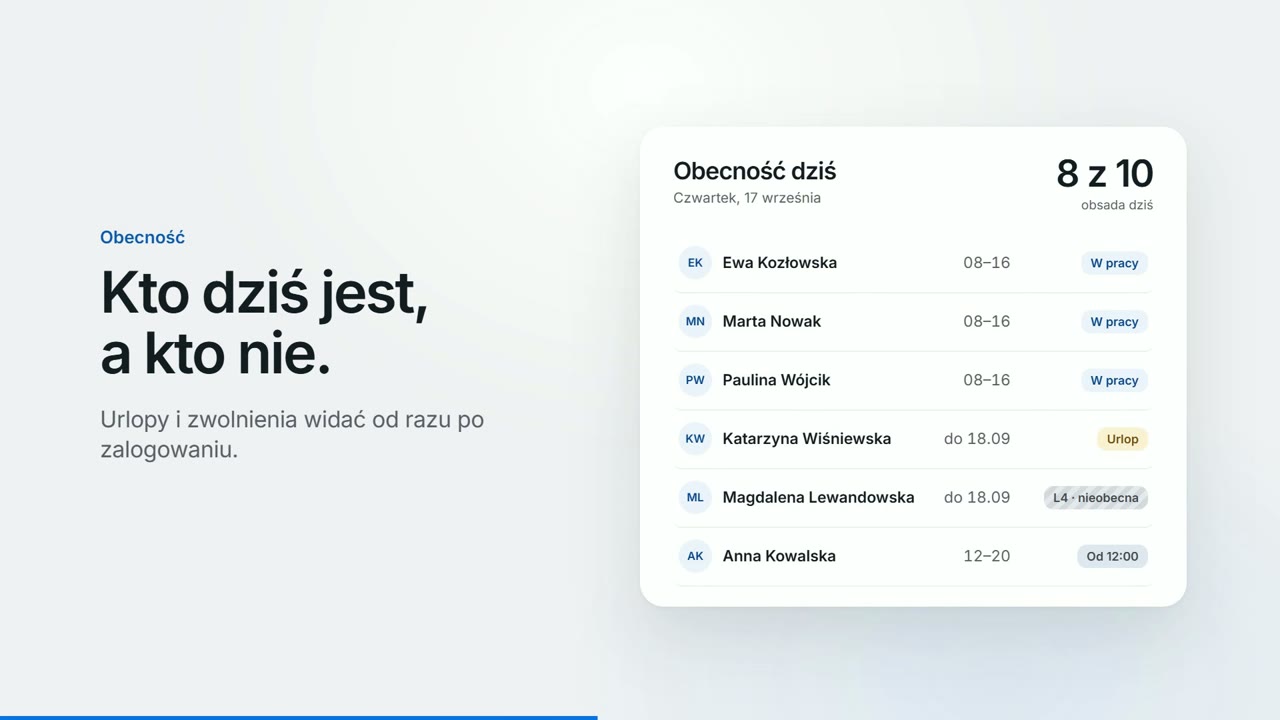 Obecność
Kto dziś jest,
a kto nie.
Urlopy i zwolnienia widać od razu po
zalogowaniu.
Obecność dziś
Czwartek, 17 września
8 z 10
obsada dziś
EK Ewa Kozłowska 08–16 W pracy
MN Marta Nowak 08–16 W pracy
PW Paulina Wójcik 08–16 W pracy
KW Katarzyna Wiśniewska do 18.09 Urlop
ML Magdalena Lewandowska do 18.09 L4 · nieobecna
AK Anna Kowalska 12–20 Od 12:00